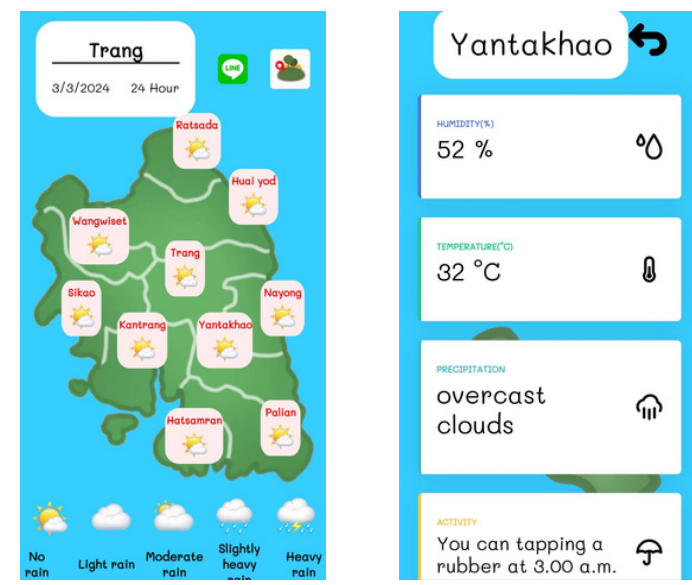 Trang
3/3/2024 24 Hour
LINE
Ratsada
Huai yod
Wangwiset
Trang
Sikao
Nayong
Kantrang
Yantakhao
Hatsamran
Palian
No
rain
Light rain
Moderate
rain
Slightly
heavy
rain
Heavy
rain
Yantakhao
HUMIDITY(%)
52 %
TEMPERATURE(°C)
32 °C
PRECIPITATION
overcast
clouds
ACTIVITY
You can tapping a
rubber at 3.00 a.m.